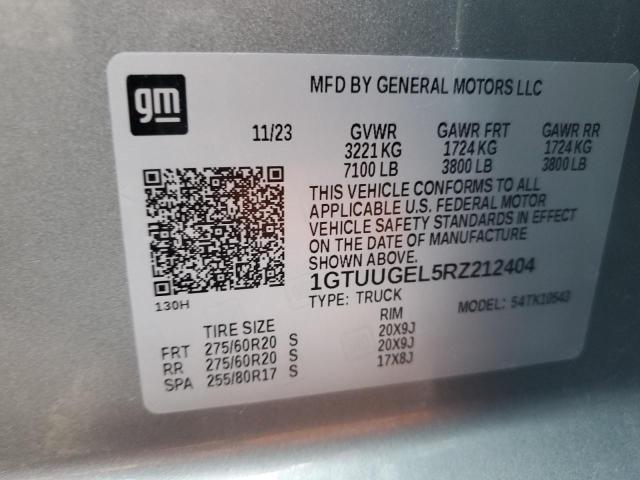 gm
MFD BY GENERAL MOTORS LLC
11/23 GVWR GAWR FRT GAWR RR
3221 KG 1724 KG 1724 KG
7100 LB 3800 LB 3800 LB
THIS VEHICLE CONFORMS TO ALL
APPLICABLE U.S. FEDERAL MOTOR
VEHICLE SAFETY STANDARDS IN EFFECT
ON THE DATE OF MANUFACTURE
SHOWN ABOVE.
1GTUUGEL5RZ212404
130H
TYPE: TRUCK MODEL: 54TK10543
TIRE SIZE RIM
FRT 275/60R20 S 20X9J
RR 275/60R20 S 20X9J
SPA 255/80R17 S 17X8J